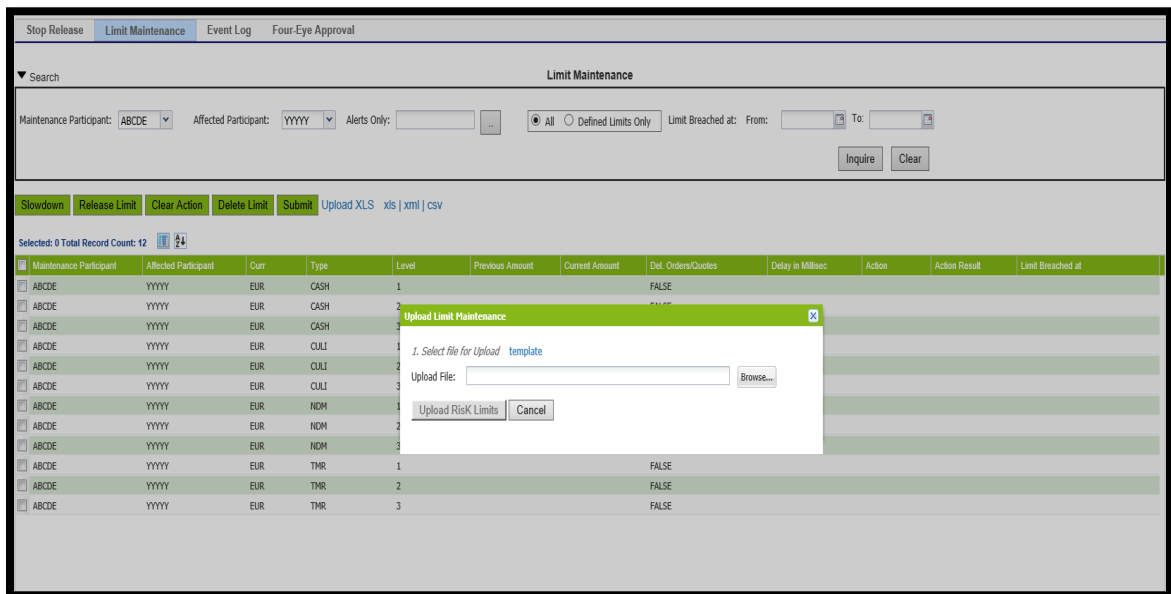 Stop Release Limit Maintenance Event Log Four-Eye Approval
Search Limit Maintenance
Maintenance Participant: ABCDE Affected Participant: YYYYY Alerts Only: .. All Defined Limits Only Limit Breached at: From: To:
Inquire Clear
Slowdown Release Limit Clear Action Delete Limit Submit Upload XLS xls | xml | csv
Selected: 0 Total Record Count: 12
Maintenance Participant Affected Participant Curr Type Level Previous Amount Current Amount Del. Orders/Quotes Delay in Millisec Action Action Result Limit Breached at
ABCDE YYYYY EUR CASH 1 FALSE
ABCDE YYYYY EUR CASH 2
ABCDE YYYYY EUR CASH 3
ABCDE YYYYY EUR CULI 1
ABCDE YYYYY EUR CULI 2
ABCDE YYYYY EUR CULI 3
ABCDE YYYYY EUR NDM 1
ABCDE YYYYY EUR NDM 2
ABCDE YYYYY EUR NDM 3
ABCDE YYYYY EUR TMR 1 FALSE
ABCDE YYYYY EUR TMR 2 FALSE
ABCDE YYYYY EUR TMR 3 FALSE
Upload Limit Maintenance
1. Select file for Upload template
Upload File: Browse...
Upload RisK Limits Cancel